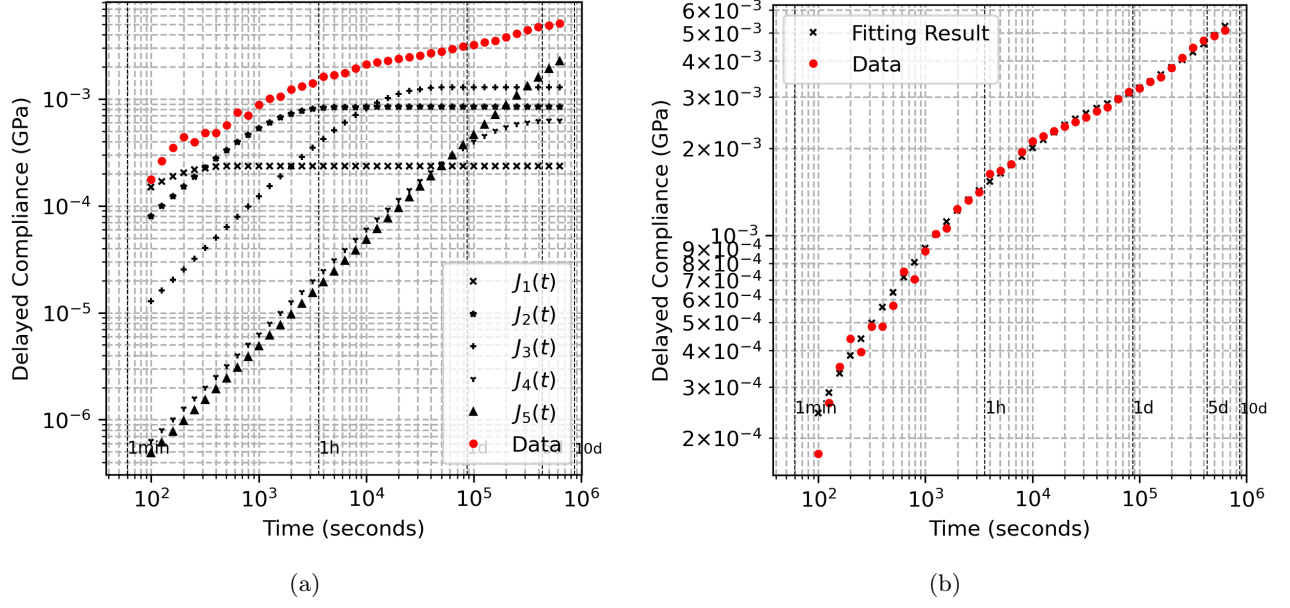 Delayed Compliance (GPa)
10⁻³
10⁻⁴
10⁻⁵
10⁻⁶
1min
1h
1d
10d
J₁(t)
J₂(t)
J₃(t)
J₄(t)
J₅(t)
Data
10² 10³ 10⁴ 10⁵ 10⁶
Time (seconds)
(a)
Delayed Compliance (GPa)
6×10⁻³
5×10⁻³
4×10⁻³
3×10⁻³
2×10⁻³
10⁻³
9×10⁻⁴
8×10⁻⁴
7×10⁻⁴
6×10⁻⁴
5×10⁻⁴
4×10⁻⁴
3×10⁻⁴
2×10⁻⁴
Fitting Result
Data
1min 1h 1d 5d 10d
10² 10³ 10⁴ 10⁵ 10⁶
Time (seconds)
(b)